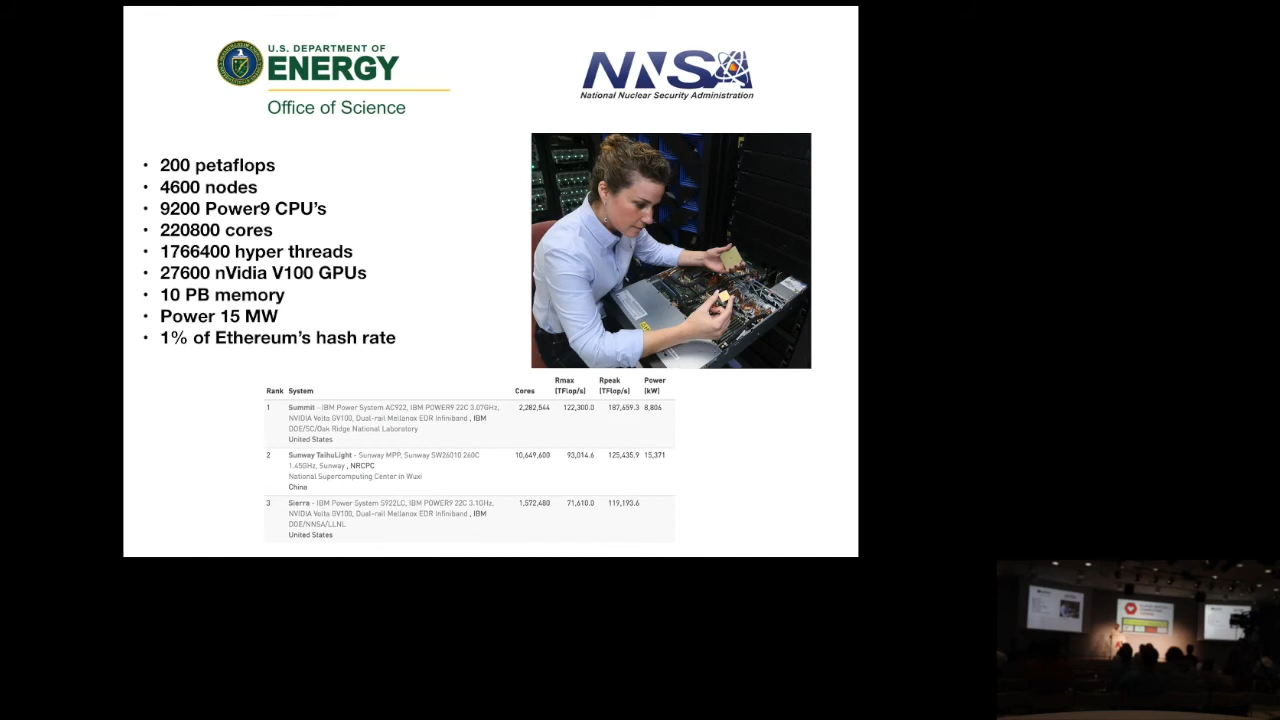 U.S. DEPARTMENT OF
ENERGY
Office of Science
NNSA
National Nuclear Security Administration
• 200 petaflops
• 4600 nodes
• 9200 Power9 CPU's
• 220800 cores
• 1766400 hyper threads
• 27600 nVidia V100 GPUs
• 10 PB memory
• Power 15 MW
• 1% of Ethereum's hash rate
Rank System Cores Rmax (TFlop/s) Rpeak (TFlop/s) Power (kW)
1 Summit - IBM Power System AC922, IBM POWER9 22C 3.07GHz, 2,282,544 122,300.0 187,659.3 8,806
NVIDIA Volta GV100, Dual-rail Mellanox EDR Infiniband , IBM
DOE/SC/Oak Ridge National Laboratory
United States
2 Sunway TaihuLight - Sunway MPP, Sunway SW26010 260C 10,649,600 93,014.6 125,435.9 15,371
1.45GHz, Sunway , NRCPC
National Supercomputing Center in Wuxi
China
3 Sierra - IBM Power System S922LC, IBM POWER9 22C 3.1GHz, 1,572,480 71,610.0 119,193.6
NVIDIA Volta GV100, Dual-rail Mellanox EDR Infiniband , IBM
DOE/NNSA/LLNL
United States